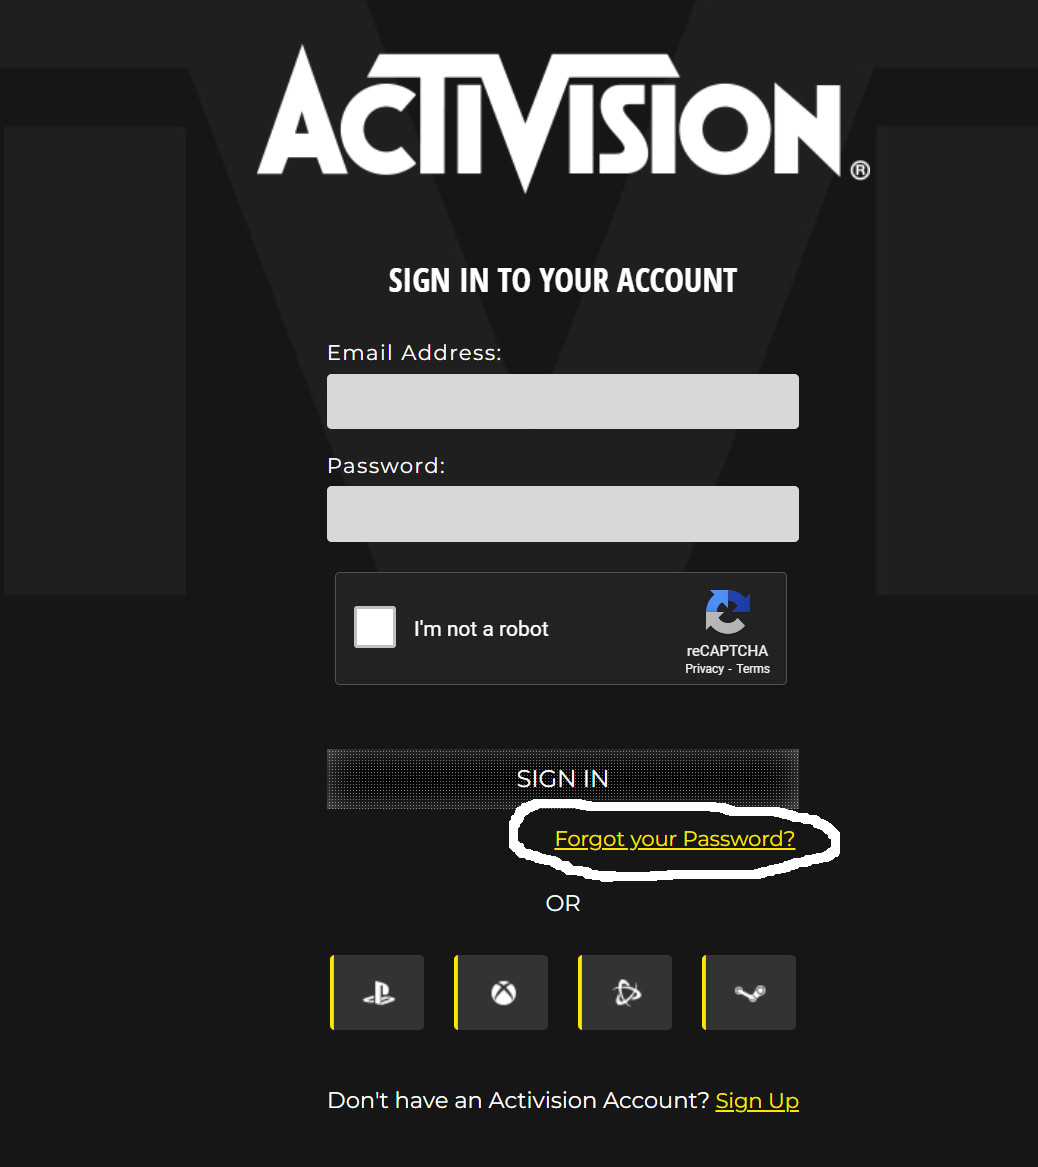 ACTIVISION®
SIGN IN TO YOUR ACCOUNT
Email Address:
Password:
I'm not a robot
reCAPTCHA
Privacy - Terms
SIGN IN
Forgot your Password?
OR
Don't have an Activision Account? Sign Up